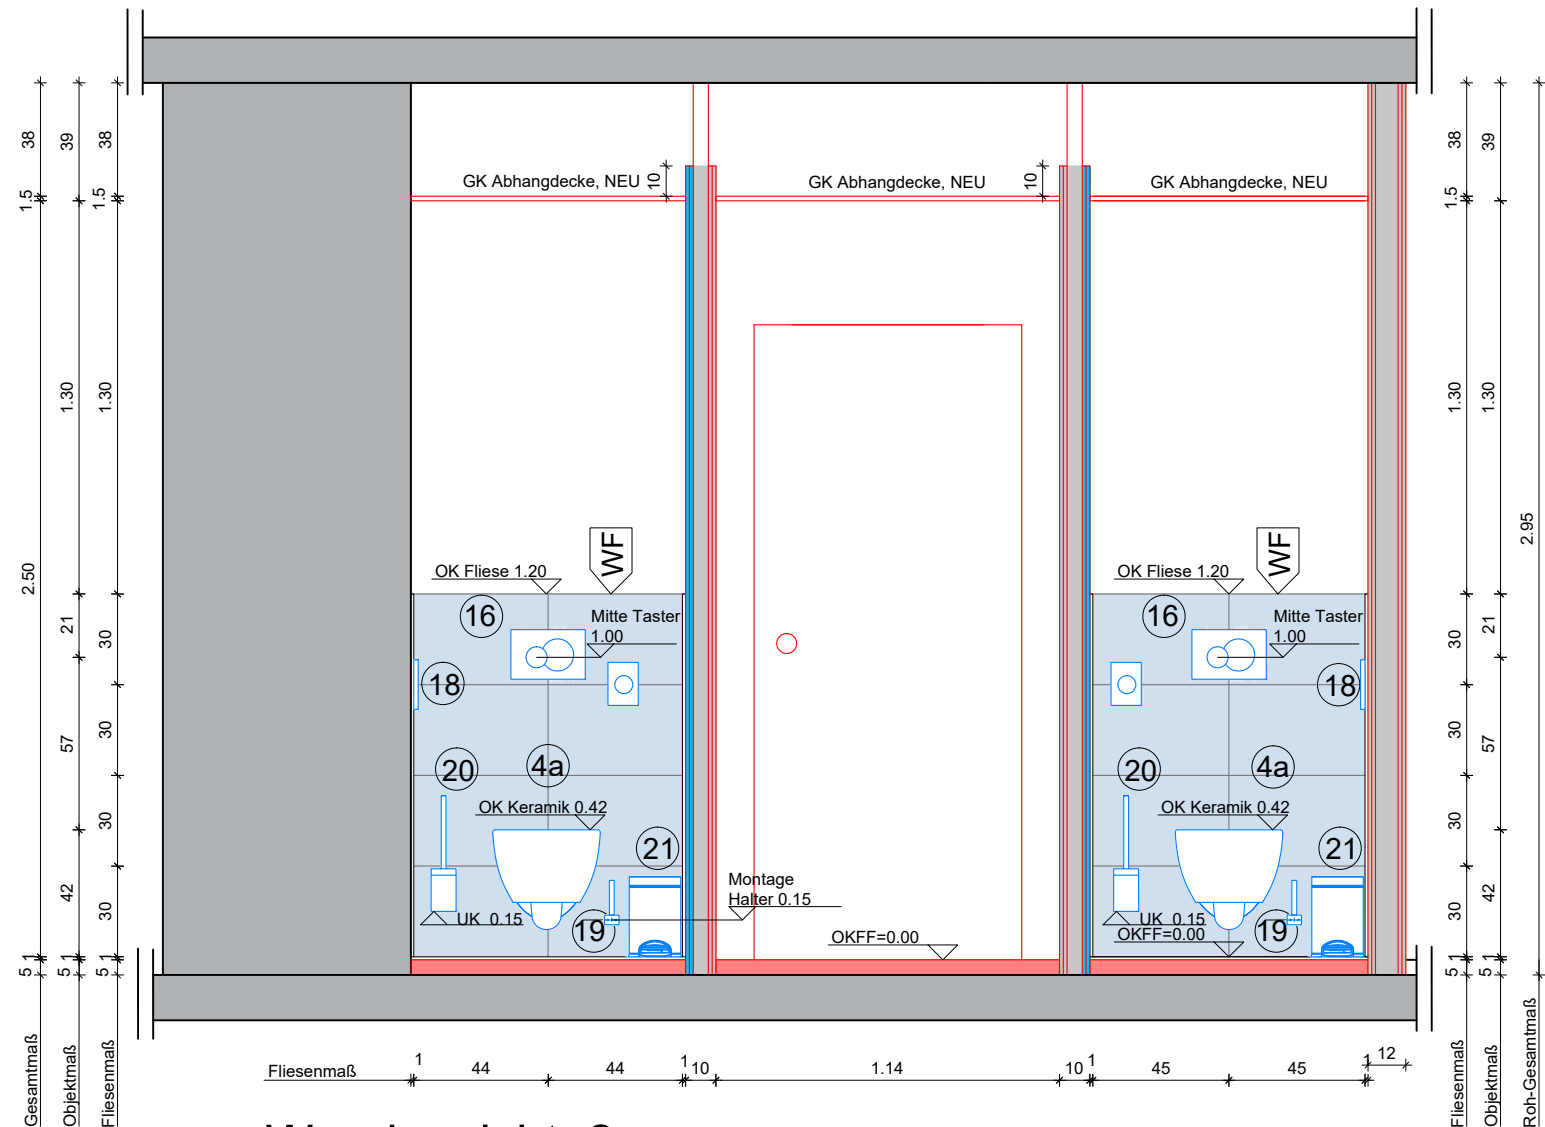 38
39
38
1.5
1.5
1.30
1.30
2.50
21
30
57
30
30
42
30
5 1
5 1
5 1
Gesamtmaß
Objektmaß
Fliesenmaß
GK Abhangdecke, NEU
10
GK Abhangdecke, NEU
10
GK Abhangdecke, NEU
OK Fliese 1.20
WF
16
Mitte Taster
1.00
18
20
4a
OK Keramik 0.42
21
UK 0.15
19
Montage
Halter 0.15
OKFF=0.00
OK Fliese 1.20
WF
16
Mitte Taster
1.00
18
20
4a
OK Keramik 0.42
21
UK 0.15
OKFF=0.00
19
38
39
1.5
1.30
1.30
2.95
30
21
30
57
30
30
42
5 1
5 1
Fliesenmaß
Objektmaß
Roh-Gesamtmaß
Fliesenmaß
1
44
44
1
10
1.14
10
1
45
45
1
12